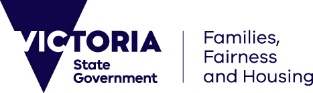 VICTORIA
State
Government
Families,
Fairness
and Housing